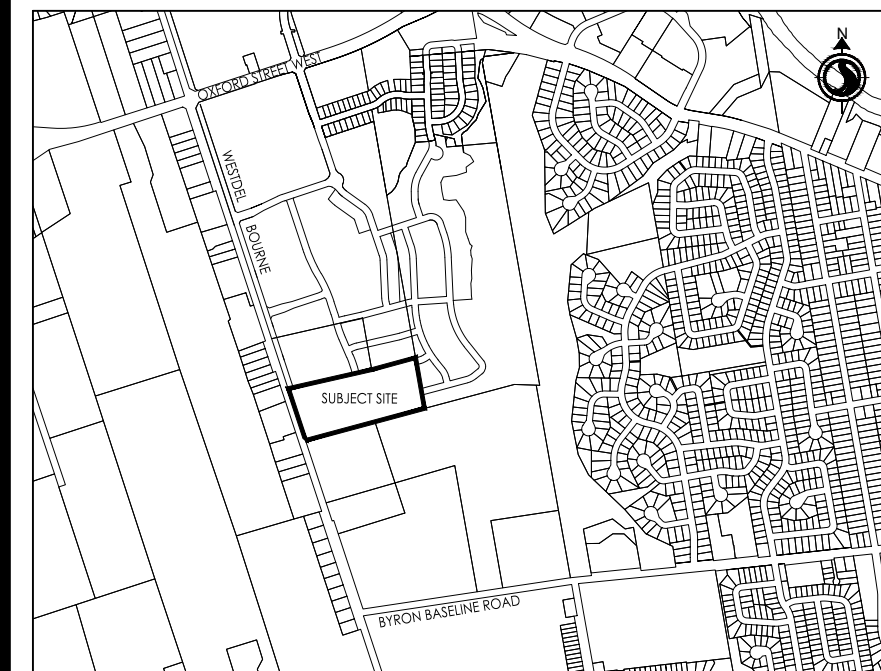 N
OXFORD STREET WEST
WESTDEL
BOURNE
SUBJECT SITE
BYRON BASELINE ROAD